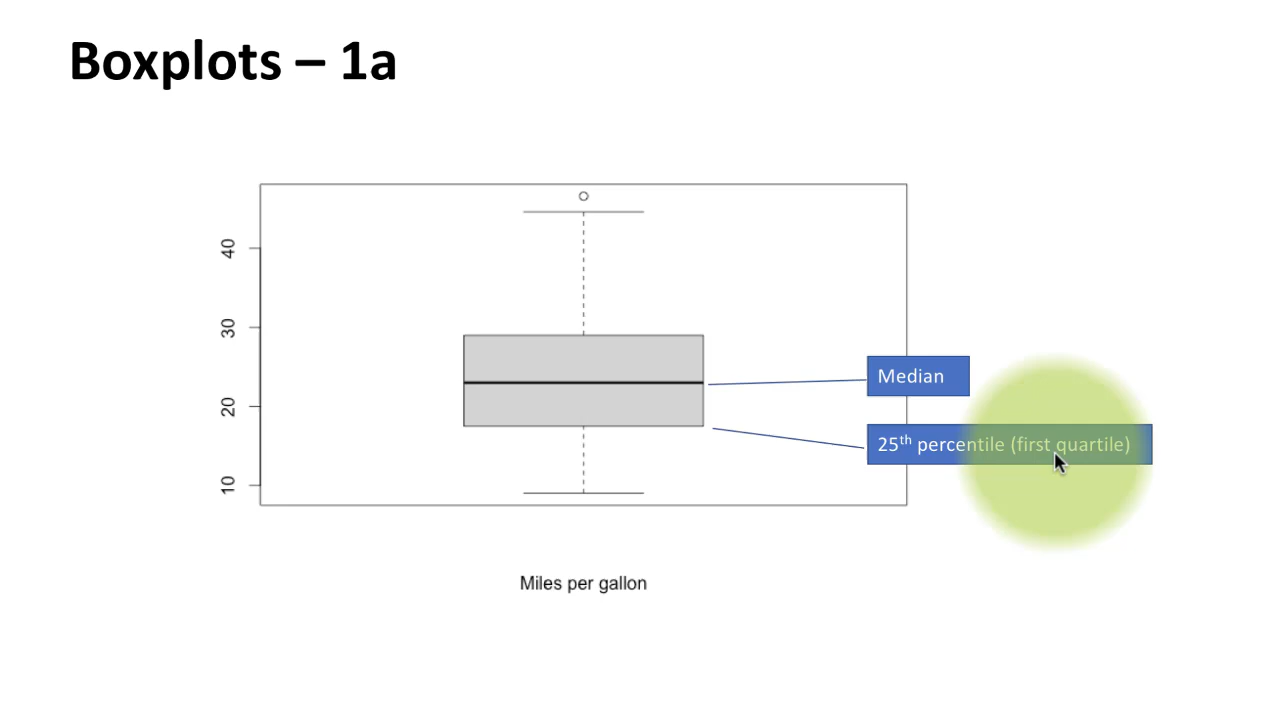 Boxplots – 1a
40
30
20
10
Median
25th percentile (first quartile)
Miles per gallon